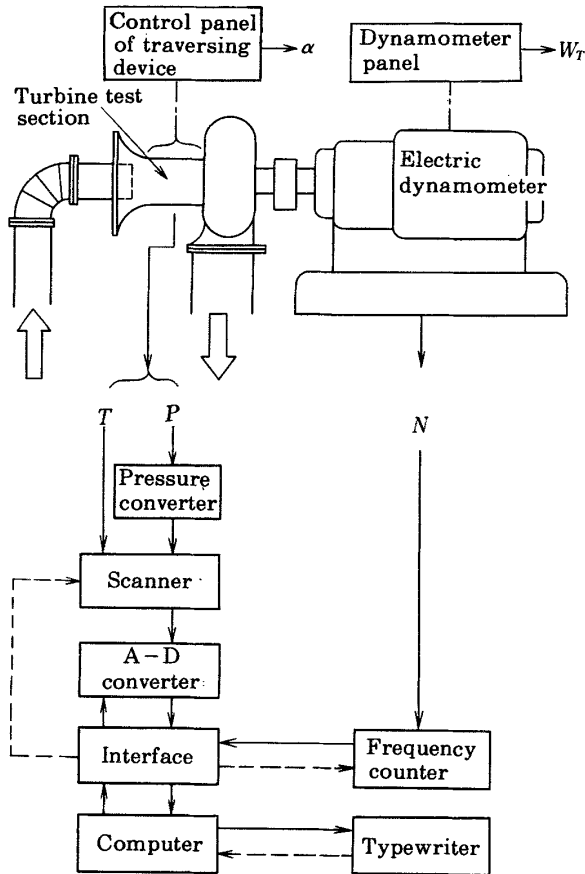 Control panel
of traversing
device
α
Dynamometer
panel
W_T
Turbine test
section
Electric
dynamometer
T
P
N
Pressure
converter
Scanner
A-D
converter
Interface
Frequency
counter
Computer
Typewriter